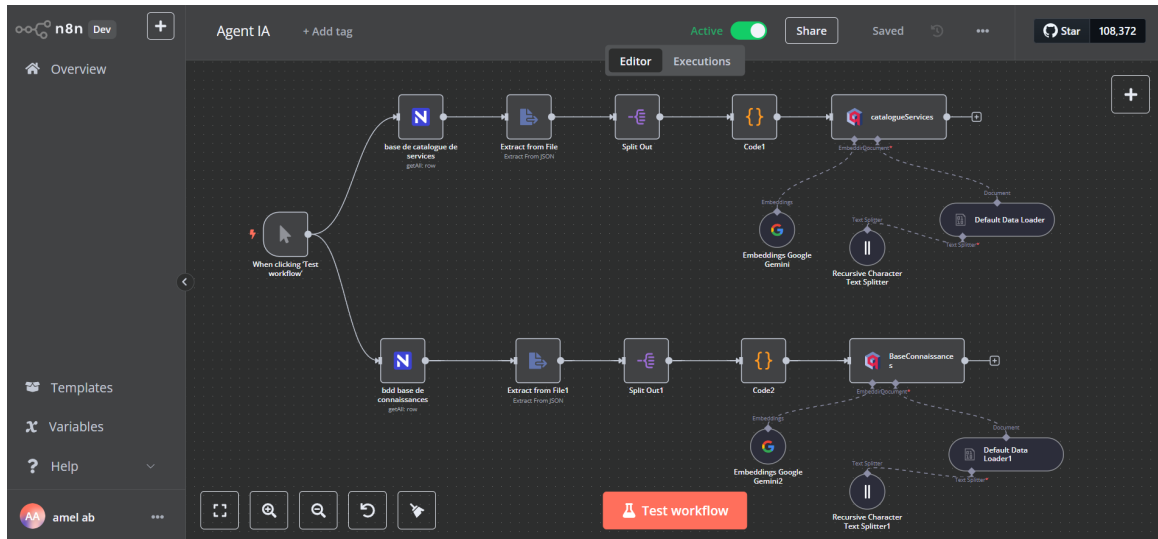 n8n Dev
+
Agent IA
+ Add tag
Active
Share
Saved
Star 108,372
Overview
Editor
Executions
+
base de catalogue de
services
getAll: row
Extract from File
Extract From JSON
Split Out
Code1
catalogueServices
Embeddings
Document*
Embeddings
Embeddings Google
Gemini
Text Splitter
Recursive Character
Text Splitter
Document
Default Data Loader
Text Splitter*
When clicking 'Test
workflow'
bdd base de
connaissances
getAll: row
Extract from File1
Extract From JSON
Split Out1
Code2
BaseConnaissance
s
Document*
Embeddings
Embeddings Google
Gemini2
Text Splitter
Recursive Character
Text Splitter1
Document
Default Data
Loader1
Text Splitter*
Templates
Variables
Help
AA
amel ab
Test workflow